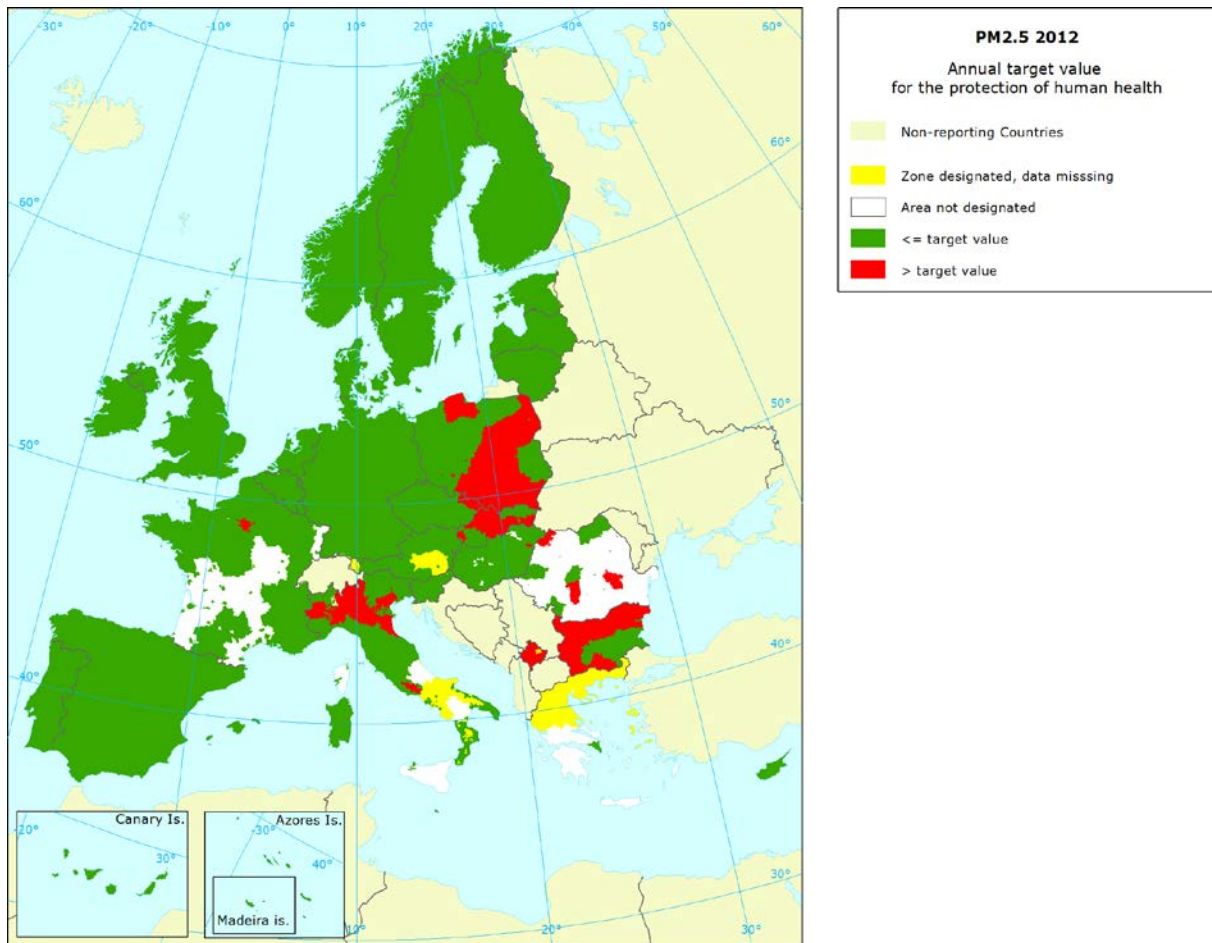 -30°
-20°
-10°
0°
10°
20°
30°
40°
50°
60°
60°
60°
50°
50°
40°
40°
30°
10°
20°
30°
Canary Is.
-20°
30°
Azores Is.
-30°
40°
Madeira is.
PM2.5 2012
Annual target value
for the protection of human health
Non-reporting Countries
Zone designated, data misssing
Area not designated
<= target value
> target value